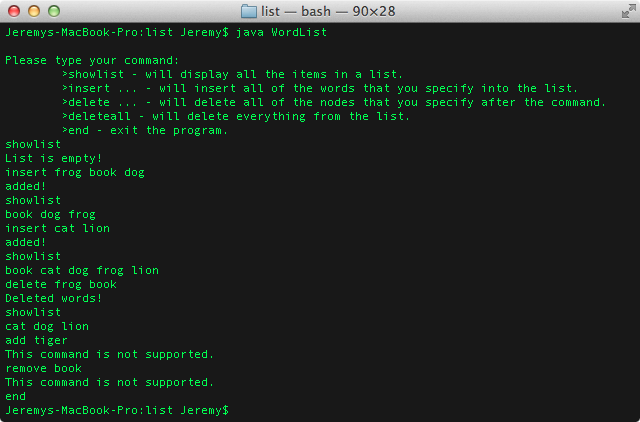 list — bash — 90×28
Jeremys-MacBook-Pro:list Jeremy$ java WordList
Please type your command:
>showlist - will display all the items in a list.
>insert ... - will insert all of the words that you specify into the list.
>delete ... - will delete all of the nodes that you specify after the command.
>deleteall - will delete everything from the list.
>end - exit the program.
showlist
List is empty!
insert frog book dog
added!
showlist
book dog frog
insert cat lion
added!
showlist
book cat dog frog lion
delete frog book
Deleted words!
showlist
cat dog lion
add tiger
This command is not supported.
remove book
This command is not supported.
end
Jeremys-MacBook-Pro:list Jeremy$